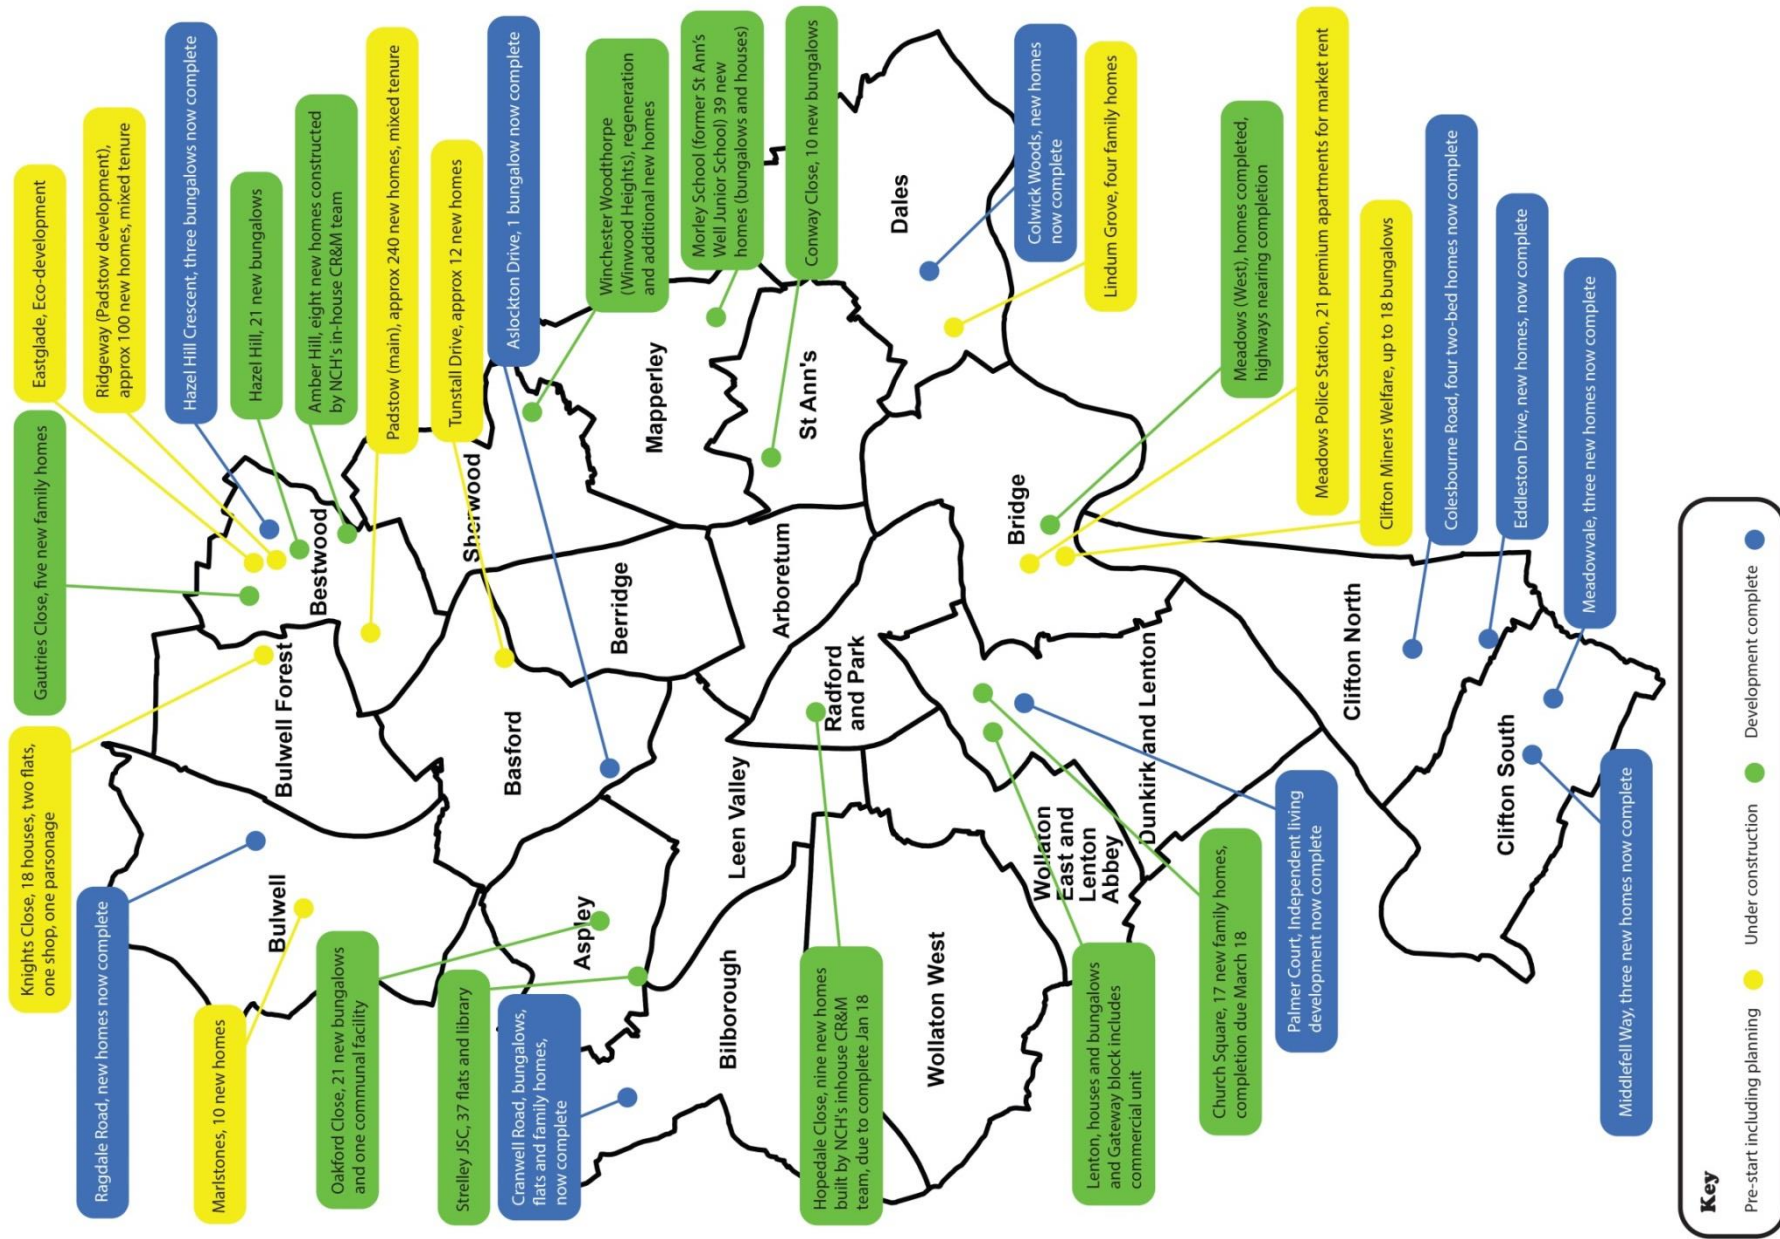 Knights Close, 18 houses, two flats,
one shop, one parsonage
Gautries Close, five new family homes
Eastglade, Eco-development
Ridgeway (Padstow development),
approx 100 new homes, mixed tenure
Hazel Hill Crescent, three bungalows now complete
Hazel Hill, 21 new bungalows
Amber Hill, eight new homes constructed
by NCH's in-house CR&M team
Padstow (main), approx 240 new homes, mixed tenure
Tunstall Drive, approx 12 new homes
Aslockton Drive, 1 bungalow now complete
Winchester Woodthorpe
(Winwood Heights), regeneration
and additional new homes
Morley School (former St Ann's
Well Junior School) 39 new
homes (bungalows and houses)
Conway Close, 10 new bungalows
Colwick Woods, new homes
now complete
Lindum Grove, four family homes
Meadows (West), homes completed,
highways nearing completion
Meadows Police Station, 21 premium apartments for market rent
Clifton Miners Welfare, up to 18 bungalows
Colesbourne Road, four two-bed homes now complete
Eddleston Drive, new homes, now complete
Meadowvale, three new homes now complete
Ragdale Road, new homes now complete
Marlstones, 10 new homes
Oakford Close, 21 new bungalows
and one communal facility
Strelley JSC, 37 flats and library
Cranwell Road, bungalows,
flats and family homes,
now complete
Hopedale Close, nine new homes
built by NCH's inhouse CR&M
team, due to complete Jan 18
Lenton, houses and bungalows
and Gateway block includes
commercial unit
Church Square, 17 new family homes,
completion due March 18
Palmer Court, Independent living
development now complete
Middlefell Way, three new homes now complete
Bulwell
Bulwell Forest
Bestwood
Sherwood
Basford
Berridge
Mapperley
St Ann's
Dales
Aspley
Leen Valley
Arboretum
Bilborough
Radford
and Park
Wollaton West
Wollaton
East and
Lenton
Abbey
Dunkirk and Lenton
Bridge
Clifton North
Clifton South
Key
Pre-start including planning
Under construction
Development complete